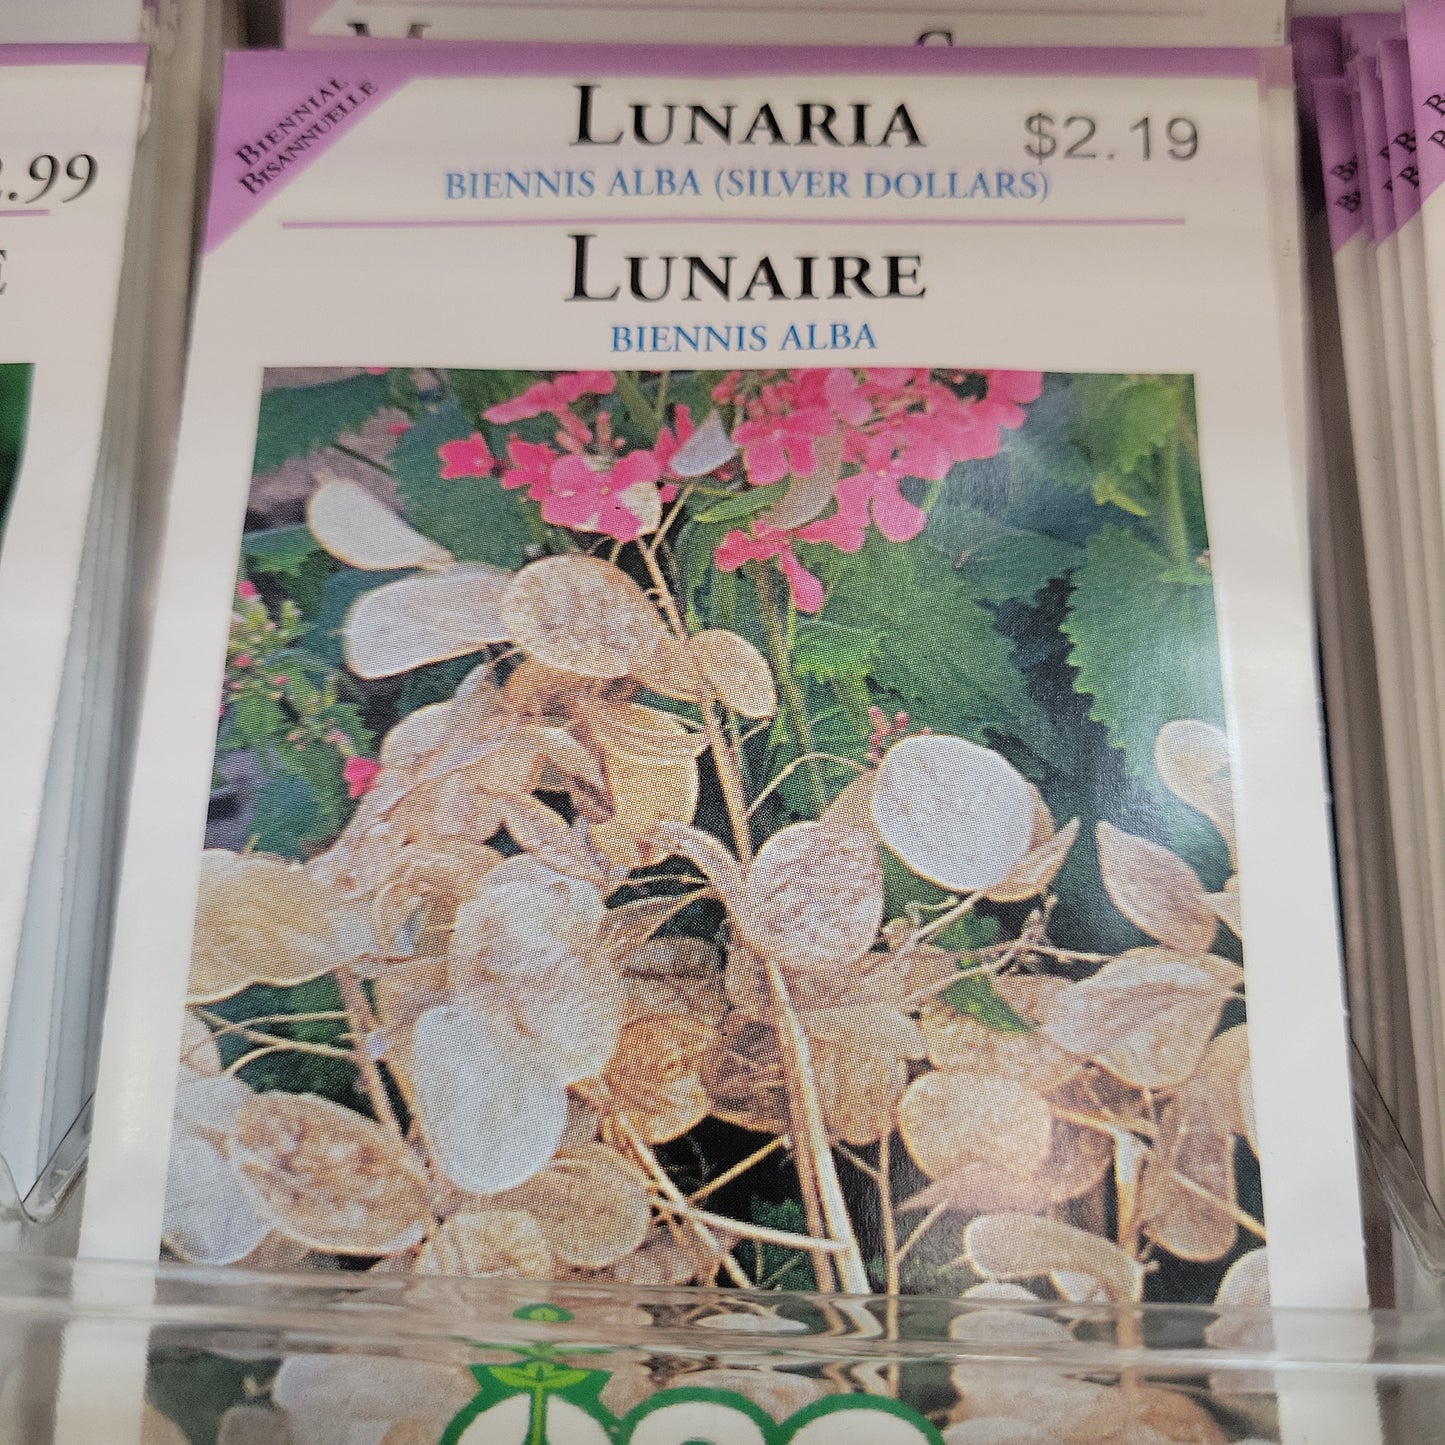 BIENNIAL
BISANNUELLE
LUNARIA $2.19
BIENNIS ALBA (SILVER DOLLARS)
LUNAIRE
BIENNIS ALBA
.99